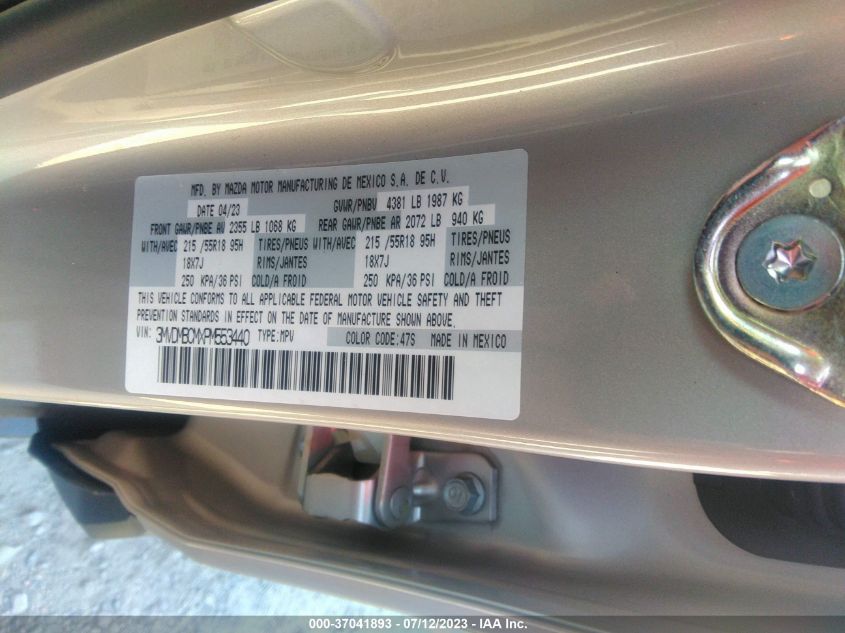 MFD. BY MAZDA MOTOR MANUFACTURING DE MEXICO S.A. DE C.V.
DATE 04/23 GVWR/PNBV 4381 LB 1987 KG
FRONT GAWR/PNBE AV 2355 LB 1068 KG REAR GAWR/PNBE AR 2072 LB 940 KG
WITH/AVEC 215 /55R18 95H TIRES/PNEUS WITH/AVEC 215 /55R18 95H TIRES/PNEUS
18X7J RIMS/JANTES 18X7J RIMS/JANTES
250 KPA/36 PSI COLD/A FROID 250 KPA/36 PSI COLD/A FROID
THIS VEHICLE CONFORMS TO ALL APPLICABLE FEDERAL MOTOR VEHICLE SAFETY AND THEFT
PREVENTION STANDARDS IN EFFECT ON THE DATE OF MANUFACTURE SHOWN ABOVE.
VIN: 3MVDMBCMXPM553440 TYPE:MPV COLOR CODE:47S MADE IN MEXICO
000-37041893 - 07/12/2023 - IAA Inc.